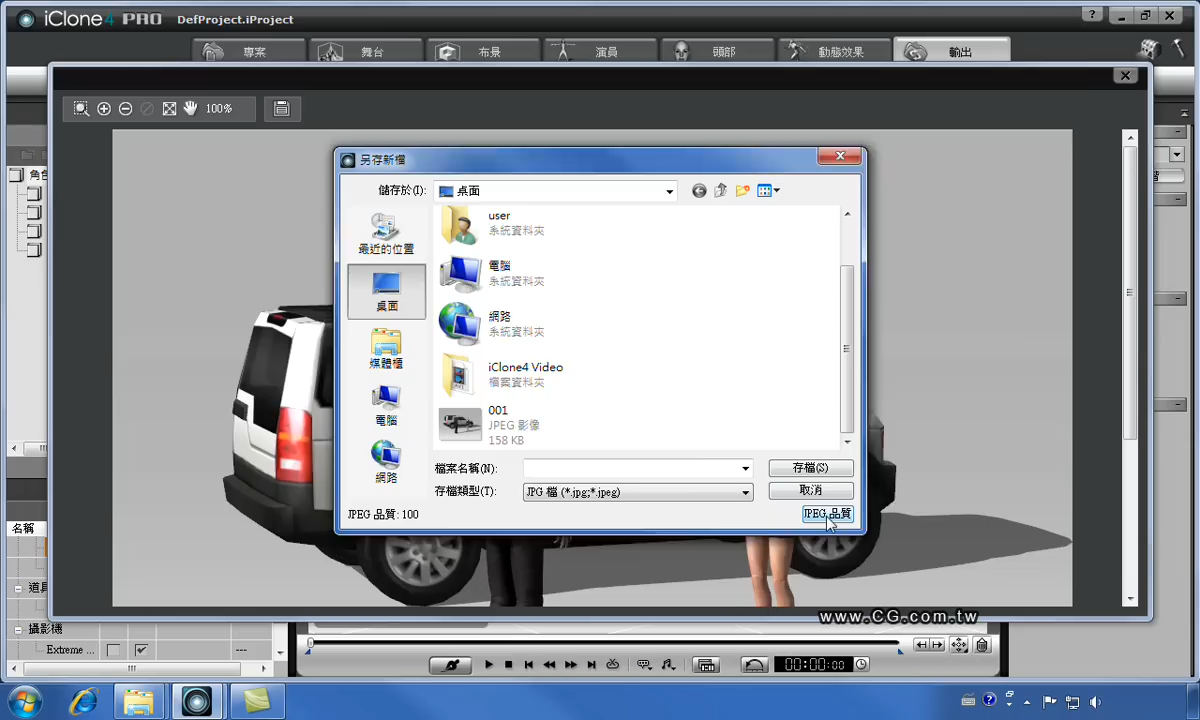 iClone4 PRO DefProject.iProject
專案 舞台 布景 演員 頭部 動態效果 輸出
100%
另存新檔
儲存於(I): 桌面
角色
最近的位置
桌面
媒體櫃
電腦
網路
user
系統資料夾
電腦
系統資料夾
網路
系統資料夾
iClone4 Video
檔案資料夾
001
JPEG 影像
158 KB
檔案名稱(N):
存檔(S)
存檔類型(T): JPG 檔 (*.jpg;*.jpeg)
取消
JPEG 品質: 100
JPEG 品質
名稱
道具
攝影機
Extreme ...
---
www.CG.com.tw
00:00:00